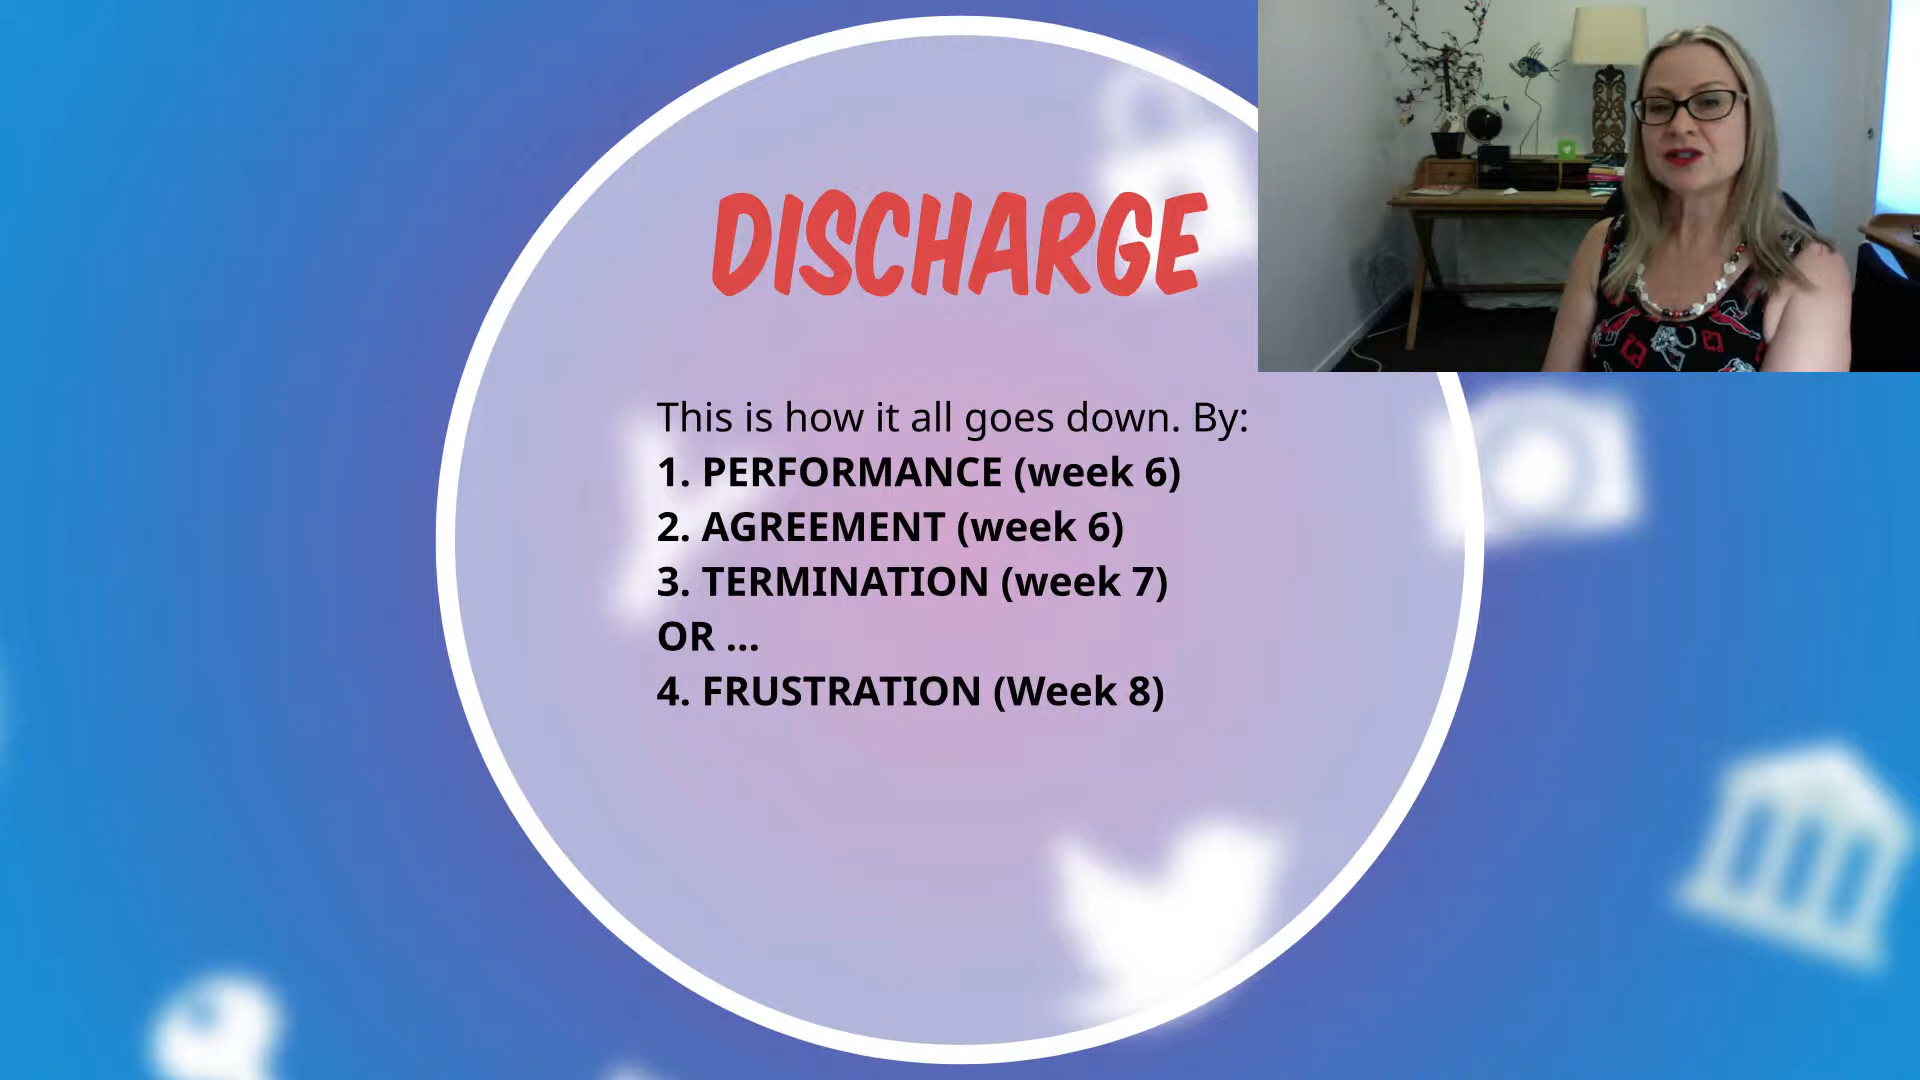 DISCHARGE
This is how it all goes down. By:
1. PERFORMANCE (week 6)
2. AGREEMENT (week 6)
3. TERMINATION (week 7)
OR ...
4. FRUSTRATION (Week 8)